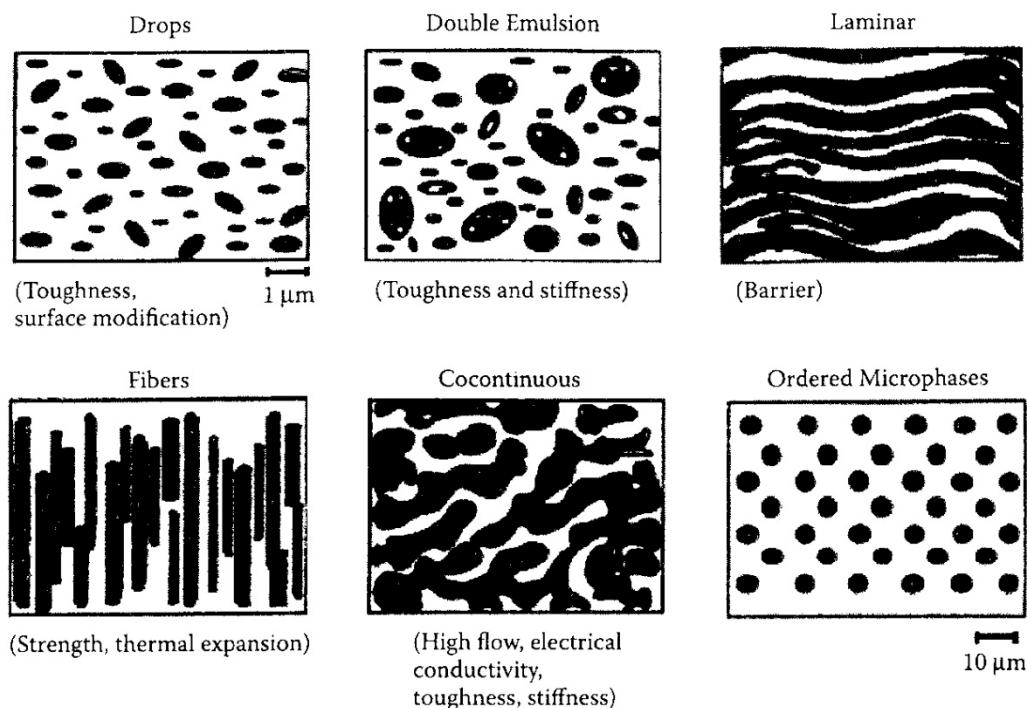 Drops
Double Emulsion
Laminar
1 μm
(Toughness,
surface modification)
(Toughness and stiffness)
(Barrier)
Fibers
Cocontinuous
Ordered Microphases
(Strength, thermal expansion)
(High flow, electrical
conductivity,
toughness, stiffness)
10 μm